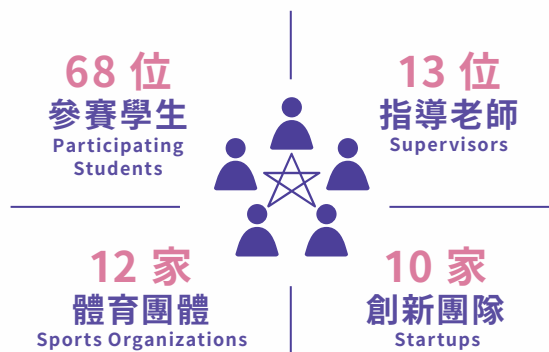 68 位
參賽學生
Participating
Students
13 位
指導老師
Supervisors
12 家
體育團體
Sports Organizations
10 家
創新團隊
Startups